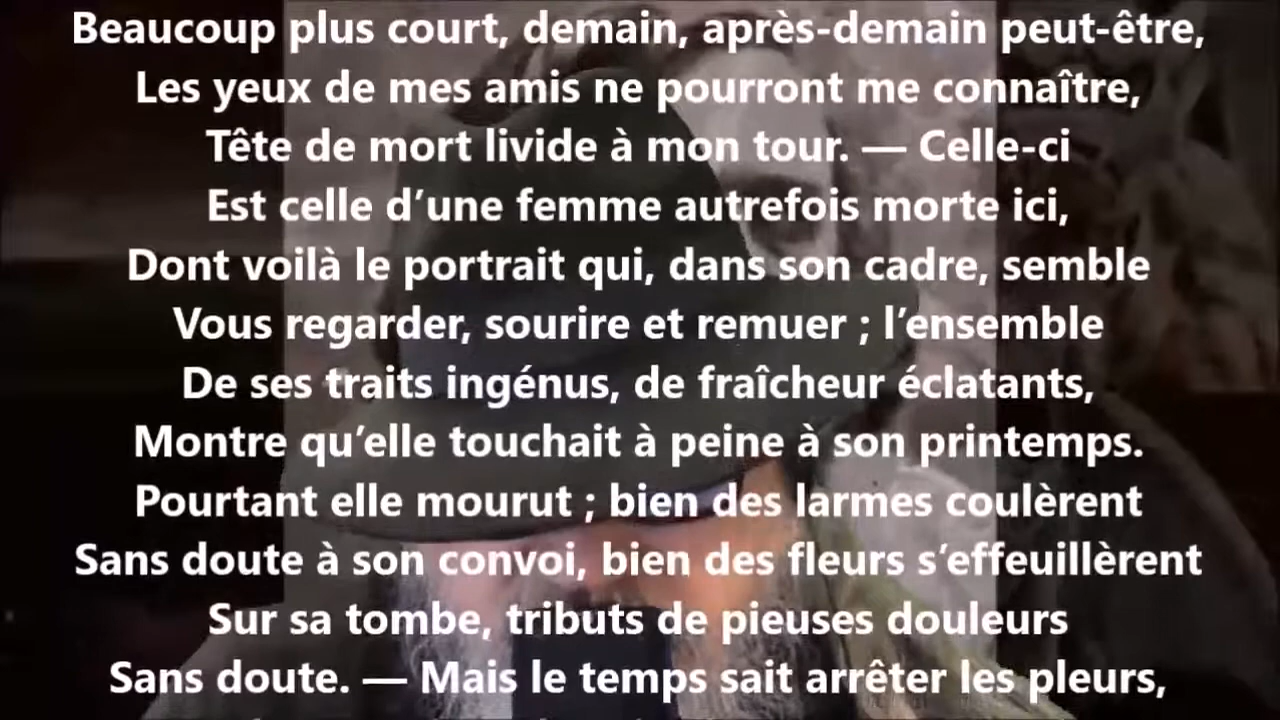 Beaucoup plus court, demain, après-demain peut-être,
Les yeux de mes amis ne pourront me connaître,
Tête de mort livide à mon tour. — Celle-ci
Est celle d’une femme autrefois morte ici,
Dont voilà le portrait qui, dans son cadre, semble
Vous regarder, sourire et remuer ; l’ensemble
De ses traits ingénus, de fraîcheur éclatants,
Montre qu’elle touchait à peine à son printemps.
Pourtant elle mourut ; bien des larmes coulèrent
Sans doute à son convoi, bien des fleurs s’effeuillèrent
Sur sa tombe, tributs de pieuses douleurs
Sans doute. — Mais le temps sait arrêter les pleurs,